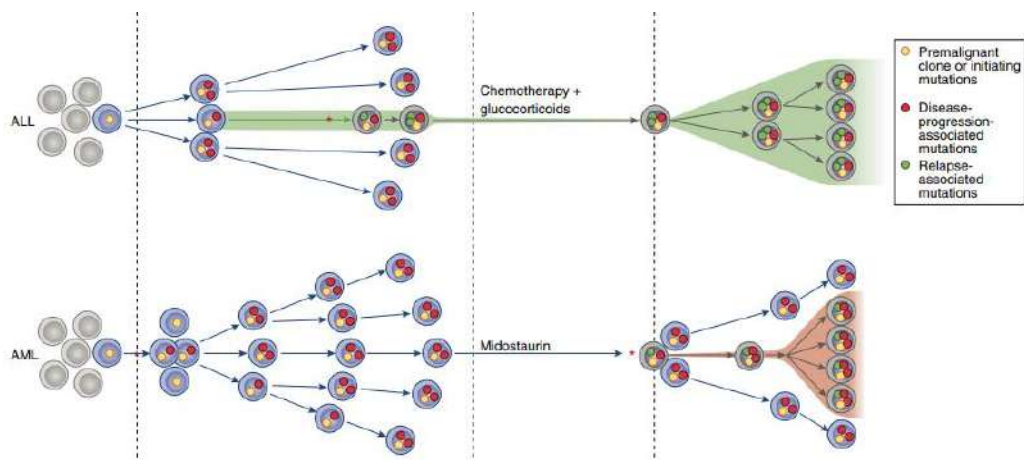 ALL
Chemotherapy +
glucocorticoids
Premalignant
clone or initiating
mutations
Disease-
progression-
associated
mutations
Relapse-
associated
mutations
AML
Midostaurin